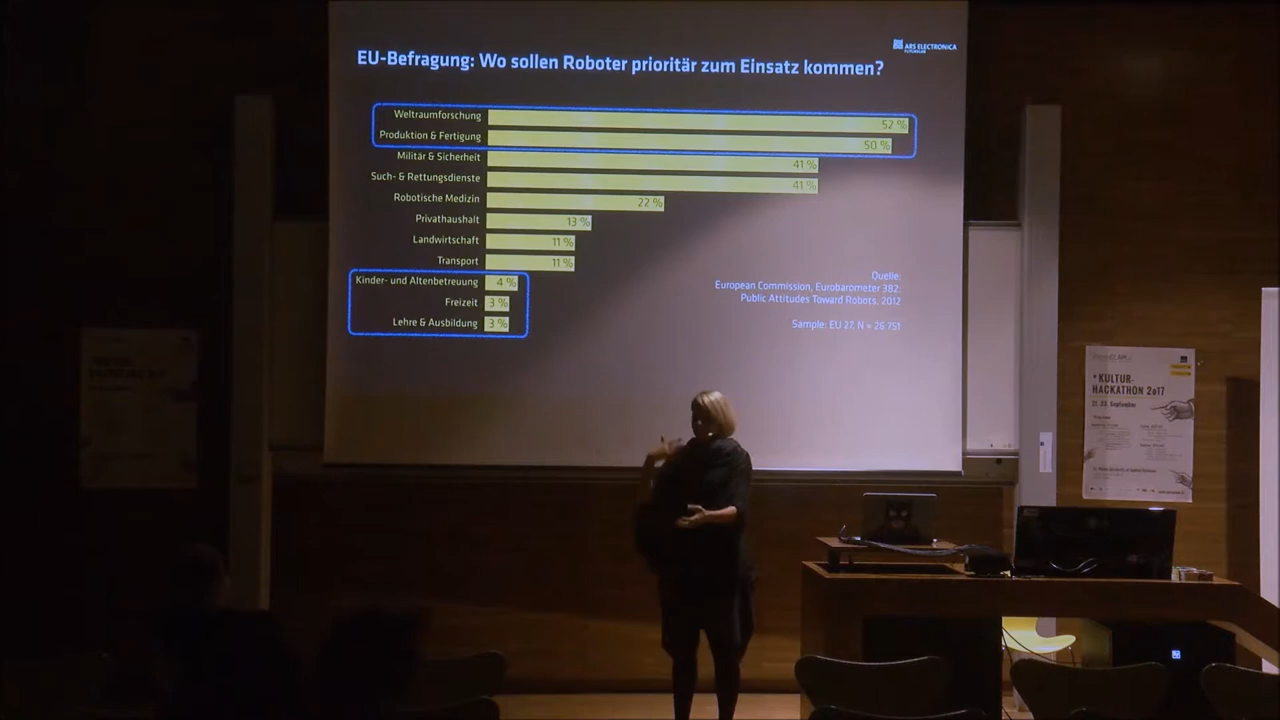 ARS ELECTRONICA
FUTURELAB
EU-Befragung: Wo sollen Roboter prioritär zum Einsatz kommen?
Weltraumforschung 52 %
Produktion & Fertigung 50 %
Militär & Sicherheit 41 %
Such- & Rettungsdienste 41 %
Robotische Medizin 22 %
Privathaushalt 13 %
Landwirtschaft 11 %
Transport 11 %
Kinder- und Altenbetreuung 4 %
Freizeit 3 %
Lehre & Ausbildung 3 %
Quelle:
European Commission, Eurobarometer 382:
Public Attitudes Toward Robots, 2012
Sample: EU 27, N = 26 751
KULTUR-
HACKATHON 2017
September